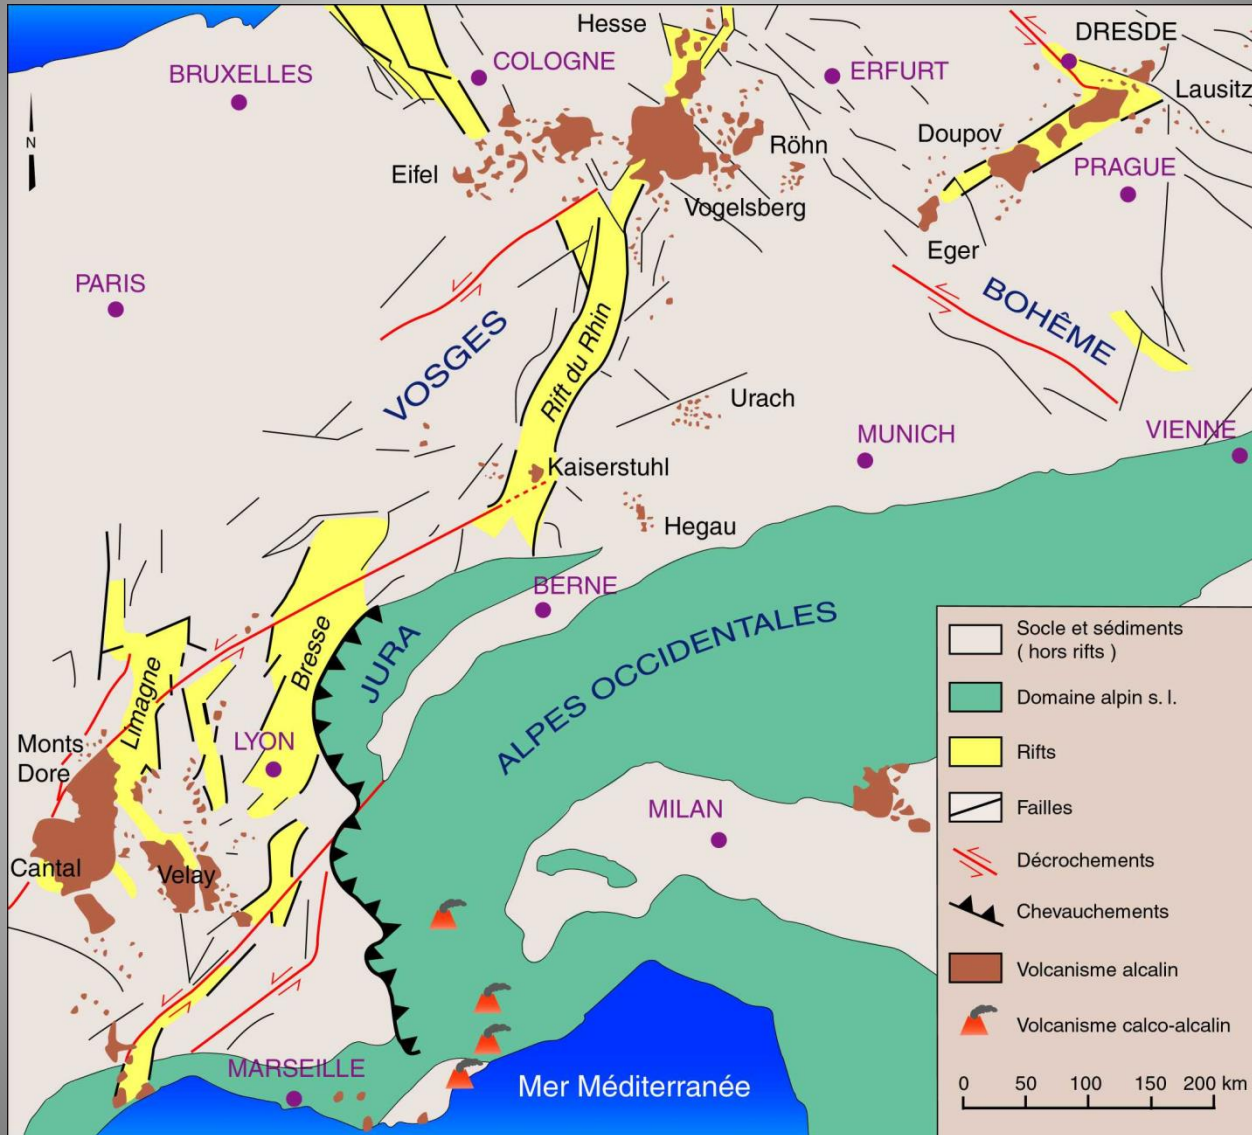 Hesse
DRESDE
BRUXELLES
COLOGNE
ERFURT
Lausitz
N
Doupov
Röhn
Eifel
PRAGUE
Vogelsberg
Eger
PARIS
BOHÊME
VOSGES
Rift du Rhin
Urach
MUNICH
VIENNE
Kaiserstuhl
Hegau
BERNE
JURA
ALPES OCCIDENTALES
Bresse
Limagne
LYON
Monts
Dore
MILAN
Cantal
Velay
MARSEILLE
Mer Méditerranée
Socle et sédiments
( hors rifts )
Domaine alpin s. l.
Rifts
Failles
Décrochements
Chevauchements
Volcanisme alcalin
Volcanisme calco-alcalin
0 50 100 150 200 km